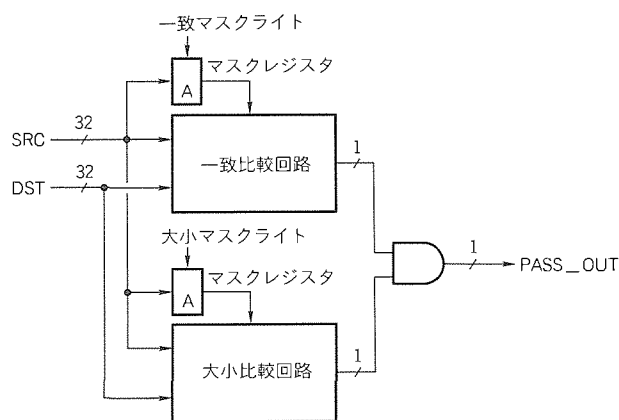 一致マスクライト
マスクレジスタ
A
32
SRC
一致比較回路
1
32
DST
大小マスクライト
マスクレジスタ
A
1
PASS_OUT
大小比較回路
1